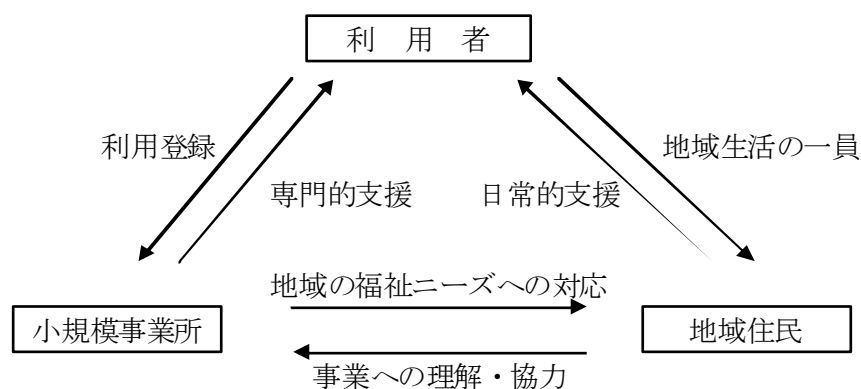 利用者
利用登録
地域生活の一員
専門的支援
日常的支援
地域の福祉ニーズへの対応
小規模事業所
地域住民
事業への理解・協力